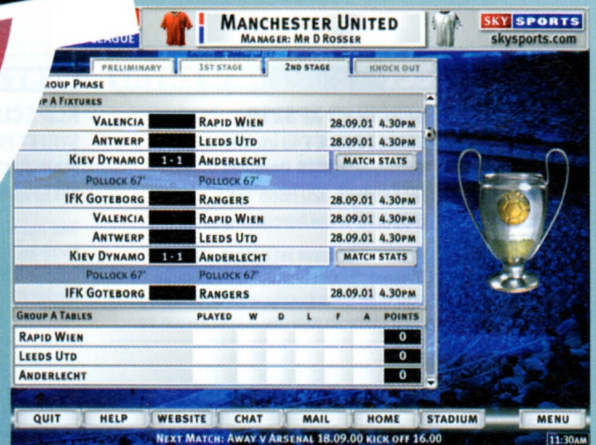 LEAGUE
MANCHESTER UNITED
MANAGER: MR D ROSSER
SKY SPORTS
skysports.com
PRELIMINARY 1ST STAGE 2ND STAGE KNOCK OUT
GROUP PHASE
A FIXTURES
VALENCIA RAPID WIEN 28.09.01 4.30PM
ANTWERP LEEDS UTD 28.09.01 4.30PM
KIEV DYNAMO 1 - 1 ANDERLECHT MATCH STATS
POLLOCK 67' POLLOCK 67'
IFK GOTEBORG RANGERS 28.09.01 4.30PM
VALENCIA RAPID WIEN 28.09.01 4.30PM
ANTWERP LEEDS UTD 28.09.01 4.30PM
KIEV DYNAMO 1 - 1 ANDERLECHT MATCH STATS
POLLOCK 67' POLLOCK 67'
IFK GOTEBORG RANGERS 28.09.01 4.30PM
GROUP A TABLES PLAYED W D L F A POINTS
RAPID WIEN 0
LEEDS UTD 0
ANDERLECHT 0
QUIT HELP WEBSITE CHAT MAIL HOME STADIUM MENU
NEXT MATCH: AWAY V ARSENAL 18.09.00 KICK OFF 16.00 11:30AM